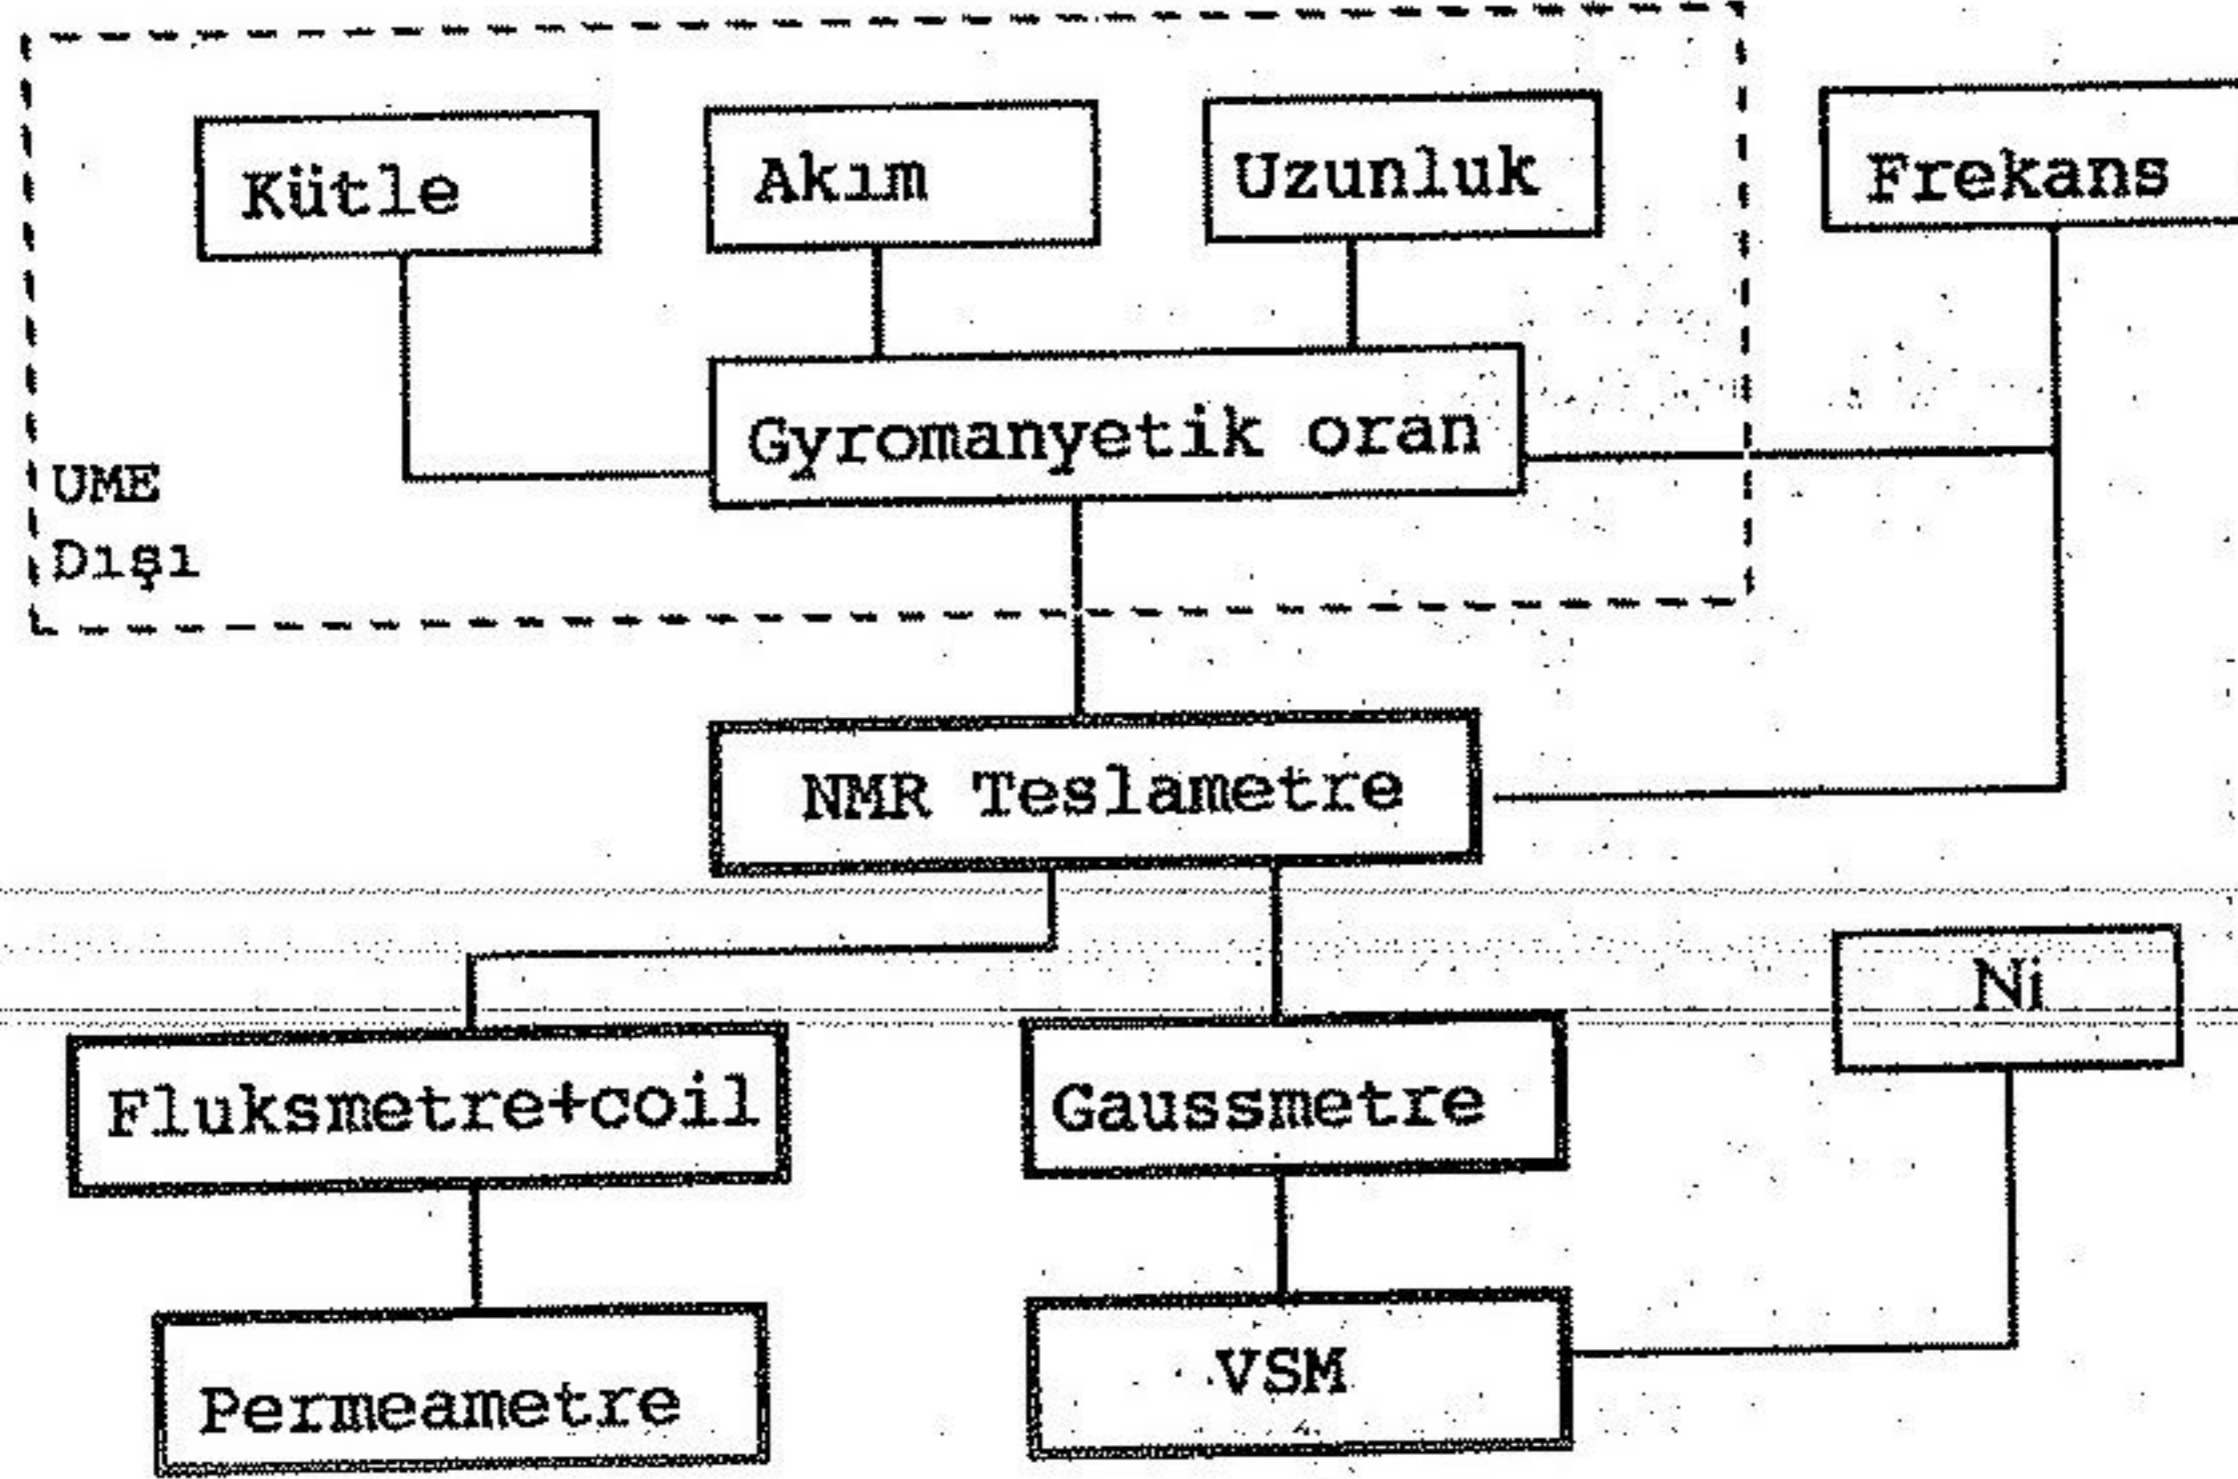 Kütle
Akım
Uzunluk
Frekans
Gyromanyetik oran
UME
Dışı
NMR Teslametre
Ni
Fluksmetre+coil
Gaussmetre
Permeametre
VSM